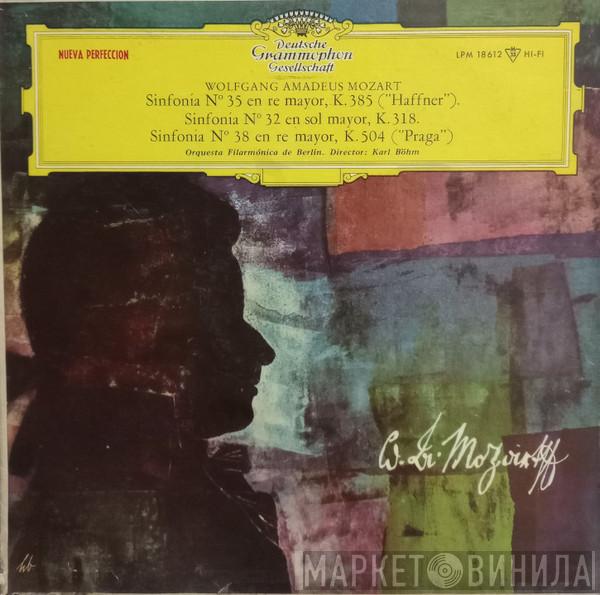 NUEVA PERFECCION
Deutsche
Grammophon
Gesellschaft
LPM 18612 33 HI-FI
WOLFGANG AMADEUS MOZART
Sinfonía Nº 35 en re mayor, K. 385 ("Haffner").
Sinfonía Nº 32 en sol mayor, K. 318.
Sinfonía Nº 38 en re mayor, K. 504 ("Praga")
Orquesta Filarmónica de Berlín. Director: Karl Böhm
Mozart
hb
МАРКЕТ ВИНИЛА